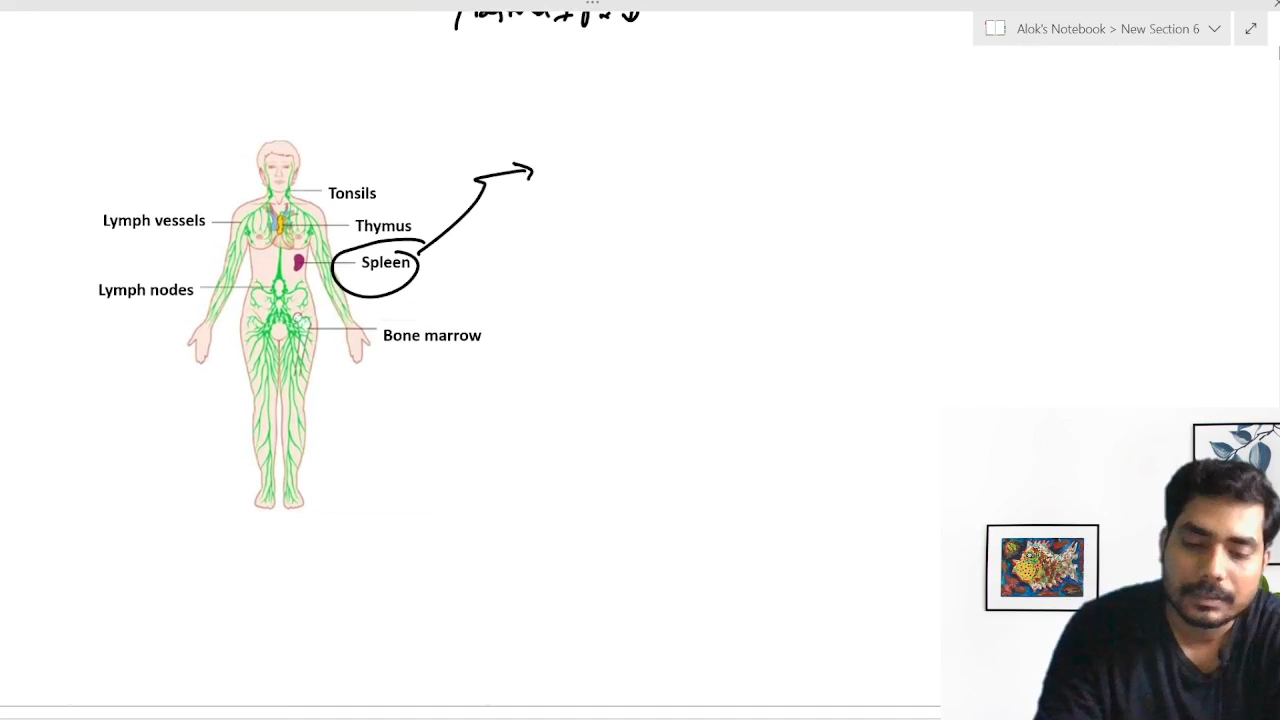 Alok's Notebook > New Section 6
Tonsils
Lymph vessels
Thymus
Spleen
Lymph nodes
Bone marrow